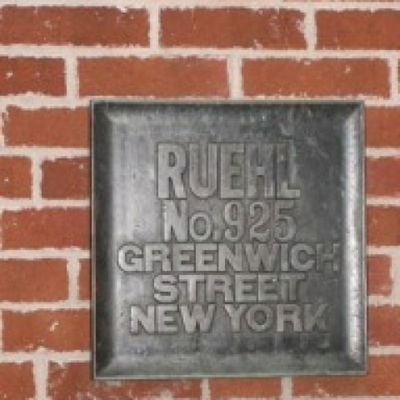 RUEHL
No. 925
GREENWICH
STREET
NEW YORK